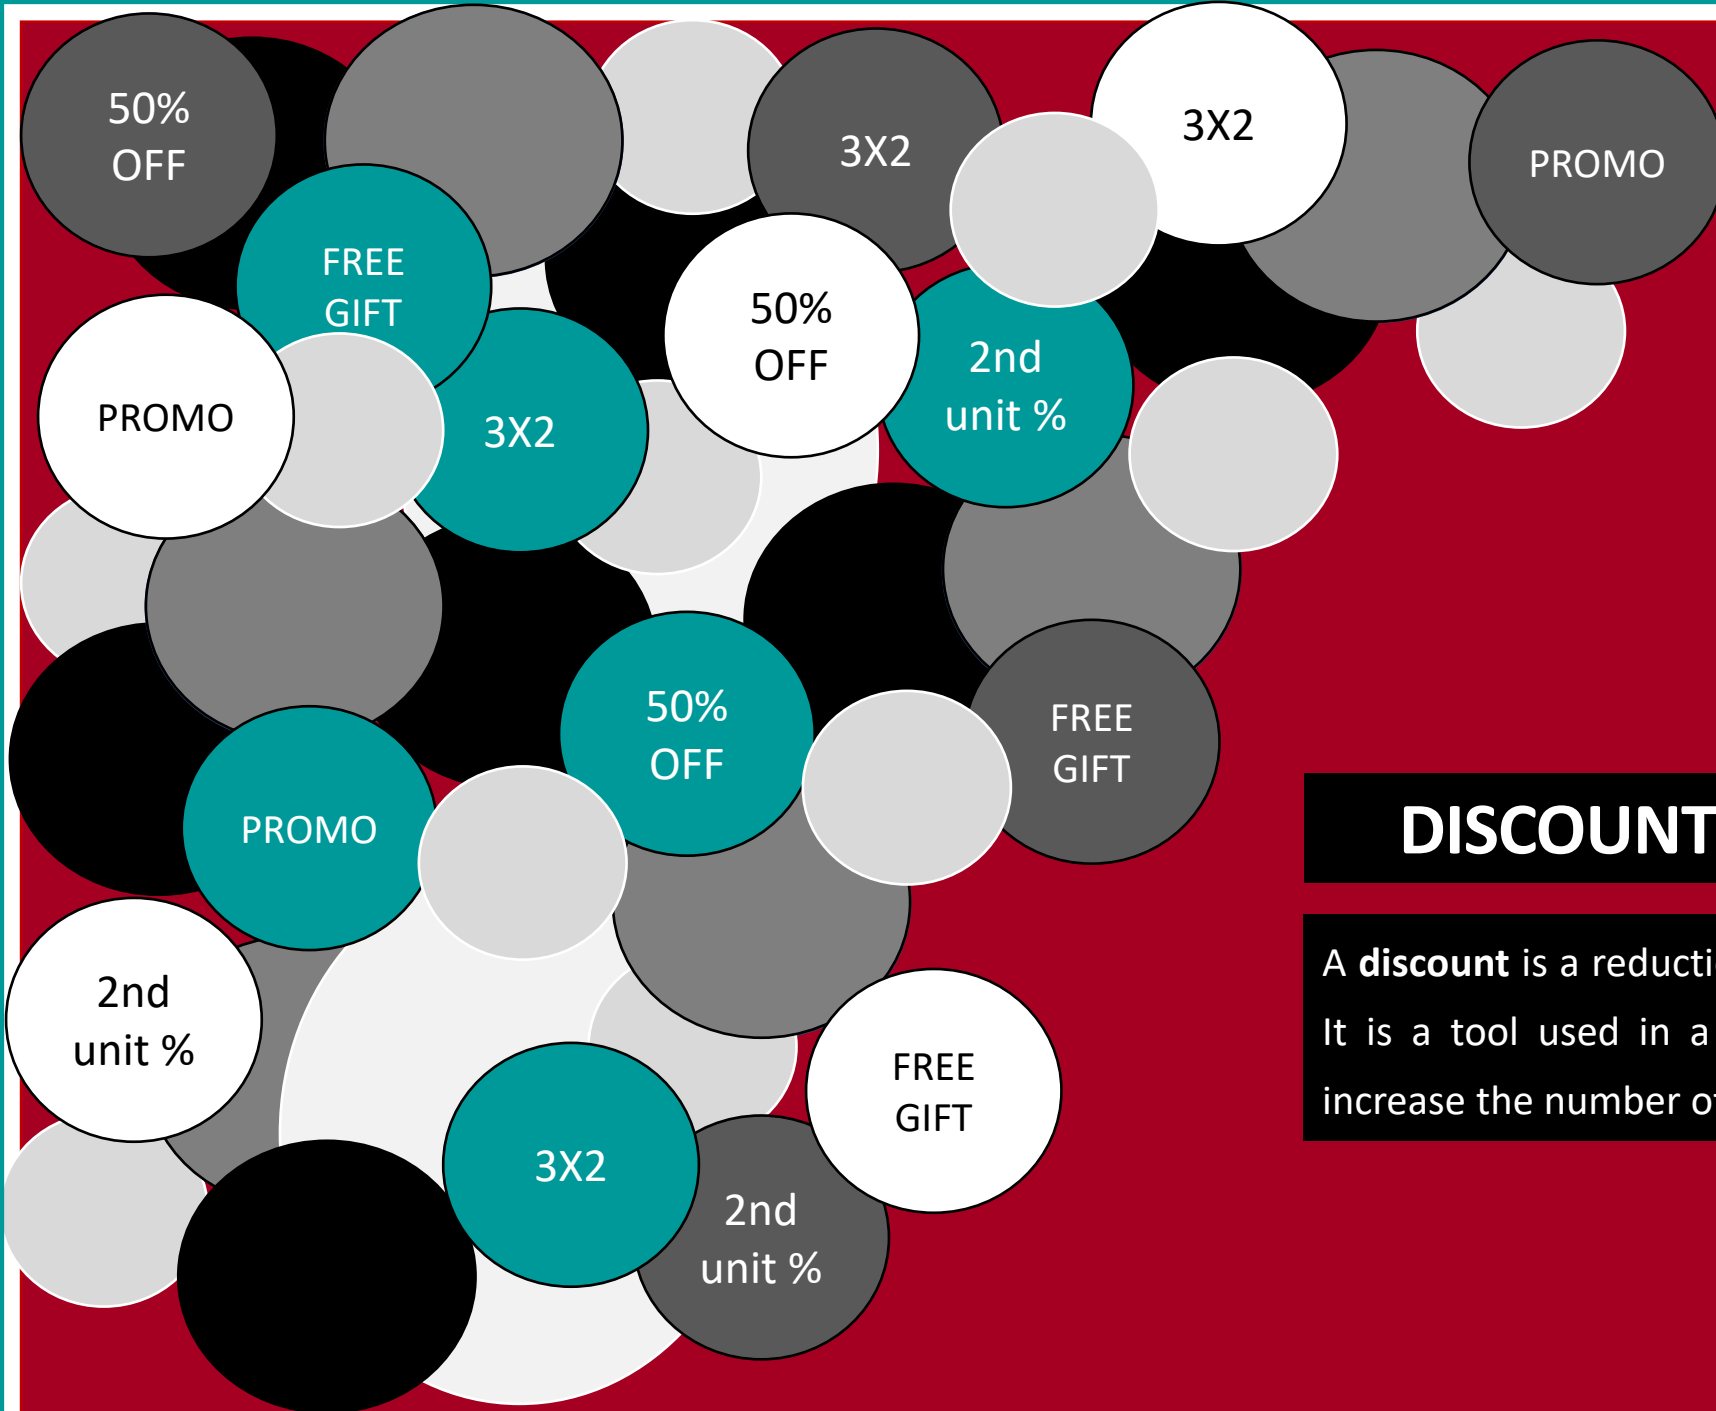 50%
OFF
3X2
3X2
PROMO
FREE
GIFT
50%
OFF
2nd
unit %
PROMO
3X2
50%
OFF
FREE
GIFT
PROMO
DISCOUNT
A discount is a
It is a tool used in a
increase the number
2nd
unit %
FREE
GIFT
3X2
2nd
unit %